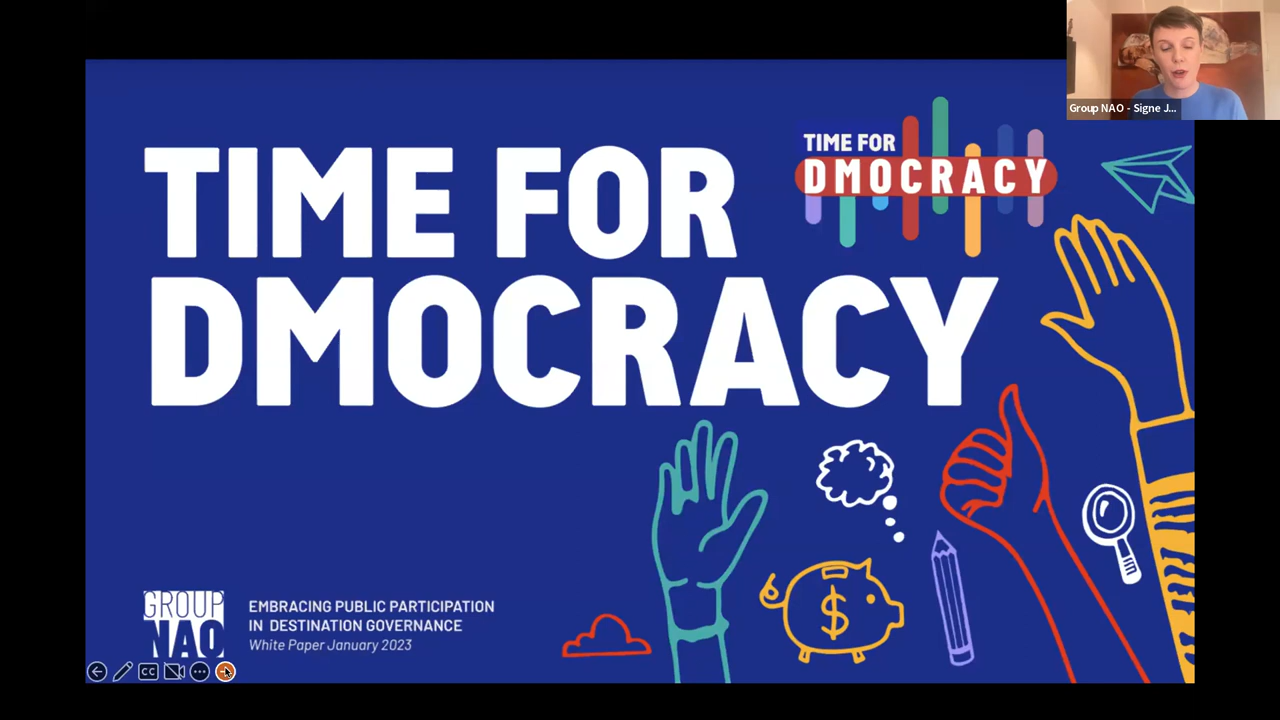 TIME FOR
DMOCRACY
TIME FOR
DMOCRACY
Group NAO - Signe J...
$
GROUP
NAO
EMBRACING PUBLIC PARTICIPATION
IN DESTINATION GOVERNANCE
White Paper January 2023
CC